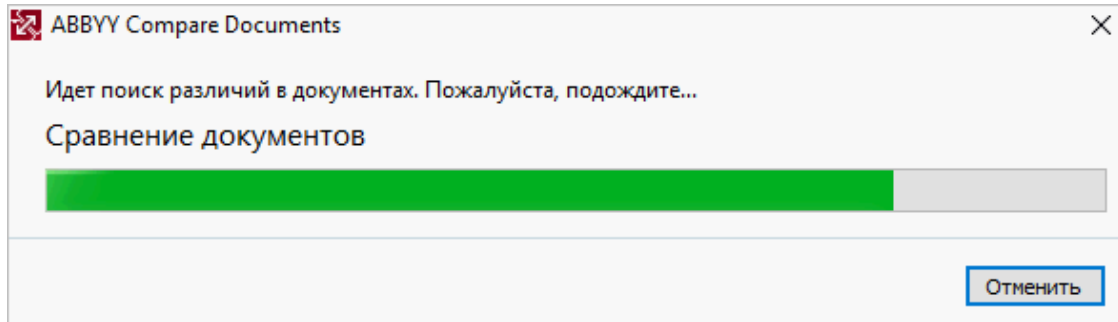 ABBYY Compare Documents
Идет поиск различий в документах. Пожалуйста, подождите...
Сравнение документов
Отменить